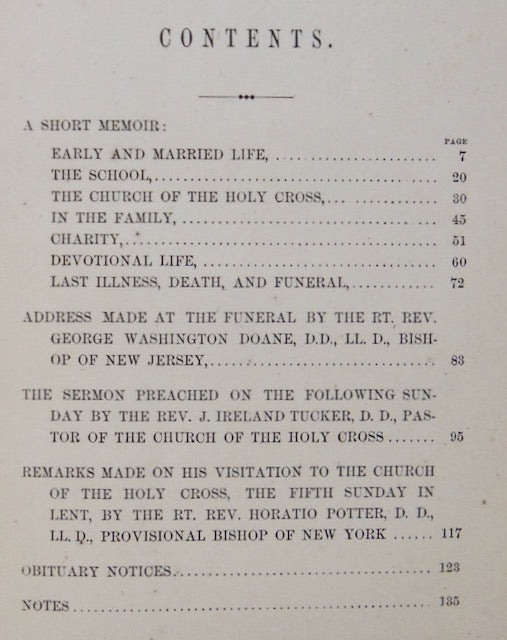 CONTENTS.
A SHORT MEMOIR:
PAGE
EARLY AND MARRIED LIFE, ........................ 7
THE SCHOOL, ........................................ 20
THE CHURCH OF THE HOLY CROSS,... ............. 30
IN THE FAMILY, ..................................... 45
CHARITY, ........................................... 51
DEVOTIONAL LIFE, .................................. 60
LAST ILLNESS, DEATH, AND FUNERAL, ............ 72
ADDRESS MADE AT THE FUNERAL BY THE RT. REV.
GEORGE WASHINGTON DOANE, D.D., LL. D., BISH-
OP OF NEW JERSEY, ................................. 83
THE SERMON PREACHED ON THE FOLLOWING SUN-
DAY BY THE REV. J. IRELAND TUCKER, D. D., PAS-
TOR OF THE CHURCH OF THE HOLY CROSS ....... 95
REMARKS MADE ON HIS VISITATION TO THE CHURCH
OF THE HOLY CROSS, THE FIFTH SUNDAY IN
LENT, BY THE RT. REV. HORATIO POTTER, D. D.,
LL. D., PROVISIONAL BISHOP OF NEW YORK ...... 117
OBITUARY NOTICES. ................................. 123
NOTES ............................................... 135